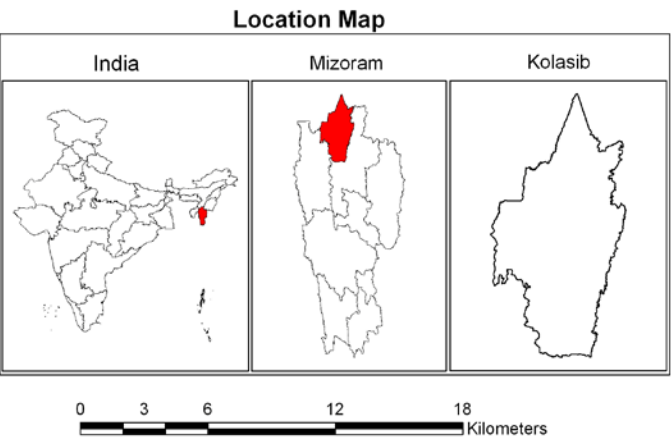 Location Map
India
Mizoram
Kolasib
0 3 6 12 18
Kilometers